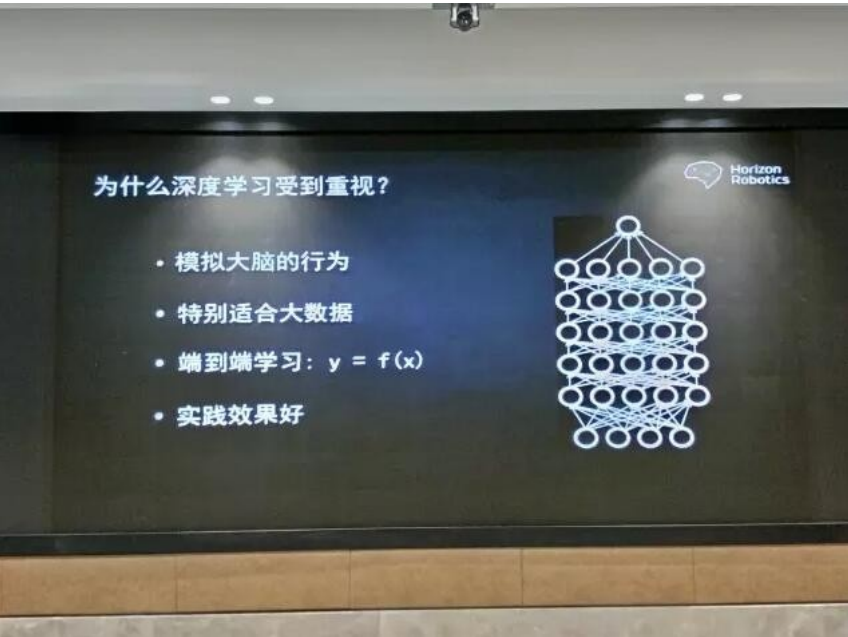 为什么深度学习受到重视?
Horizon
Robotics
• 模拟大脑的行为
• 特别适合大数据
• 端到端学习: y = f(x)
• 实践效果好